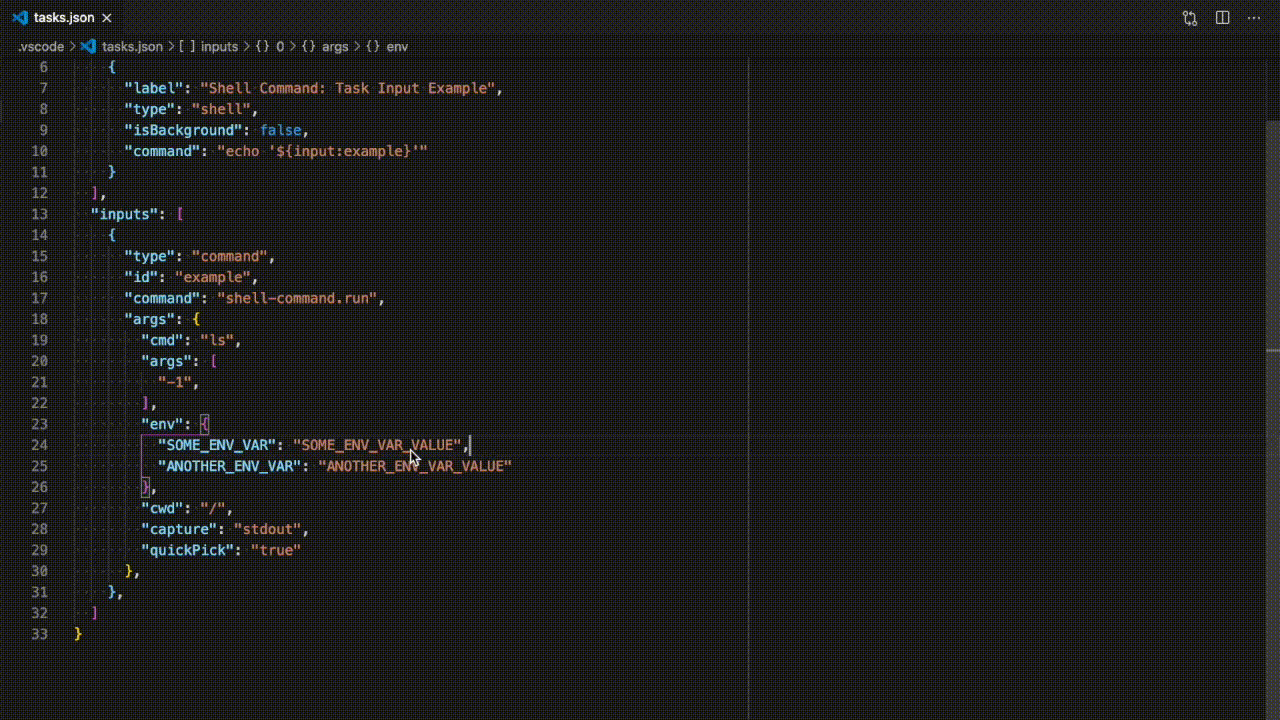 tasks.json
.vscode > tasks.json > [ ] inputs > {} 0 > {} args > {} env
6 {
7 "label": "Shell Command: Task Input Example",
8 "type": "shell",
9 "isBackground": false,
10 "command": "echo '${input:example}'"
11 }
12 ],
13 "inputs": [
14 {
15 "type": "command",
16 "id": "example",
17 "command": "shell-command.run",
18 "args": {
19 "cmd": "ls",
20 "args": [
21 "-1",
22 ],
23 "env": {
24 "SOME_ENV_VAR": "SOME_ENV_VAR_VALUE",
25 "ANOTHER_ENV_VAR": "ANOTHER_ENV_VAR_VALUE"
26 },
27 "cwd": "/",
28 "capture": "stdout",
29 "quickPick": "true"
30 },
31 },
32 ]
33 }